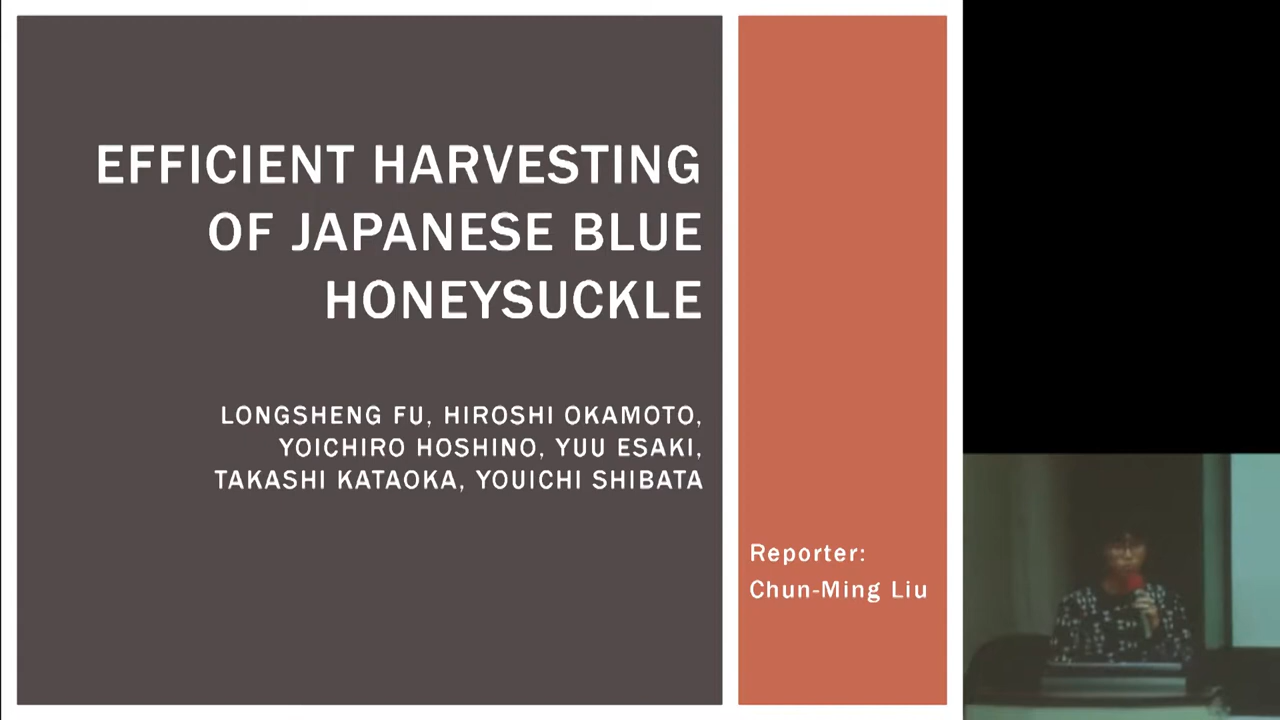 EFFICIENT HARVESTING
OF JAPANESE BLUE
HONEYSUCKLE
LONGSHENG FU, HIROSHI OKAMOTO,
YOICHIRO HOSHINO, YUU ESAKI,
TAKASHI KATAOKA, YOUICHI SHIBATA
Reporter:
Chun-Ming Liu